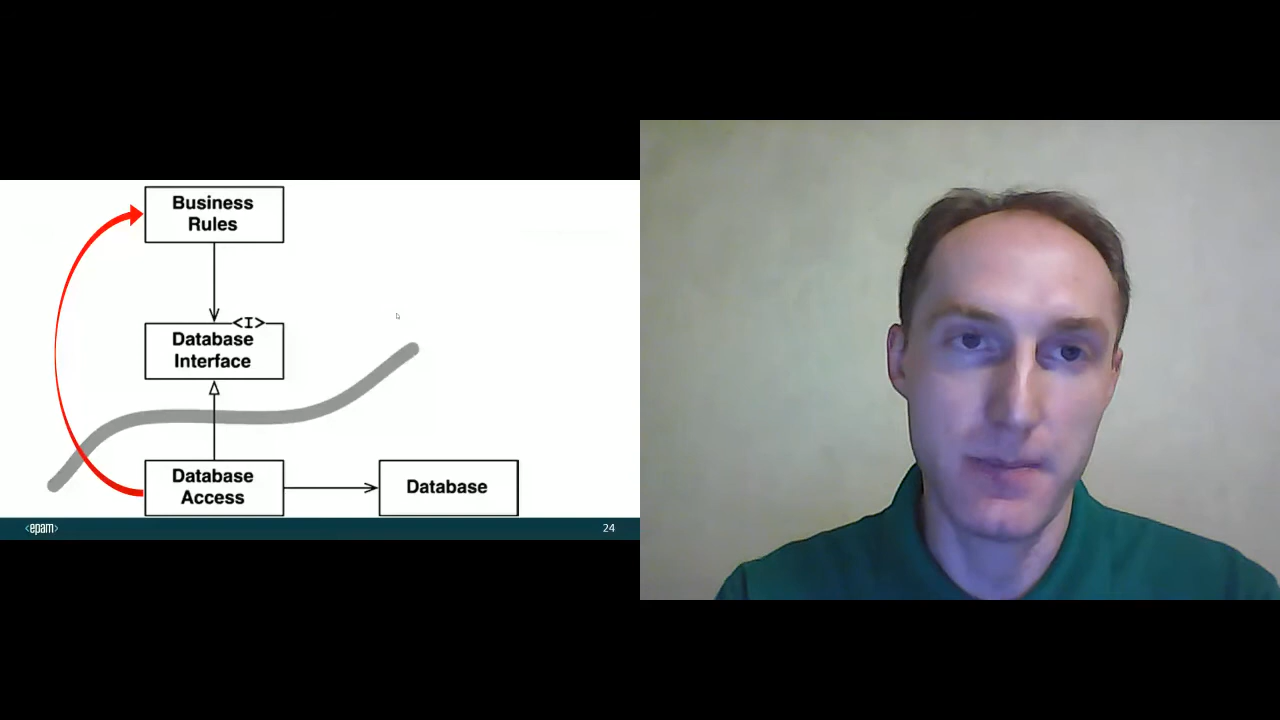 Business
Rules
<I>
Database
Interface
Database
Access
Database
<epam>
24